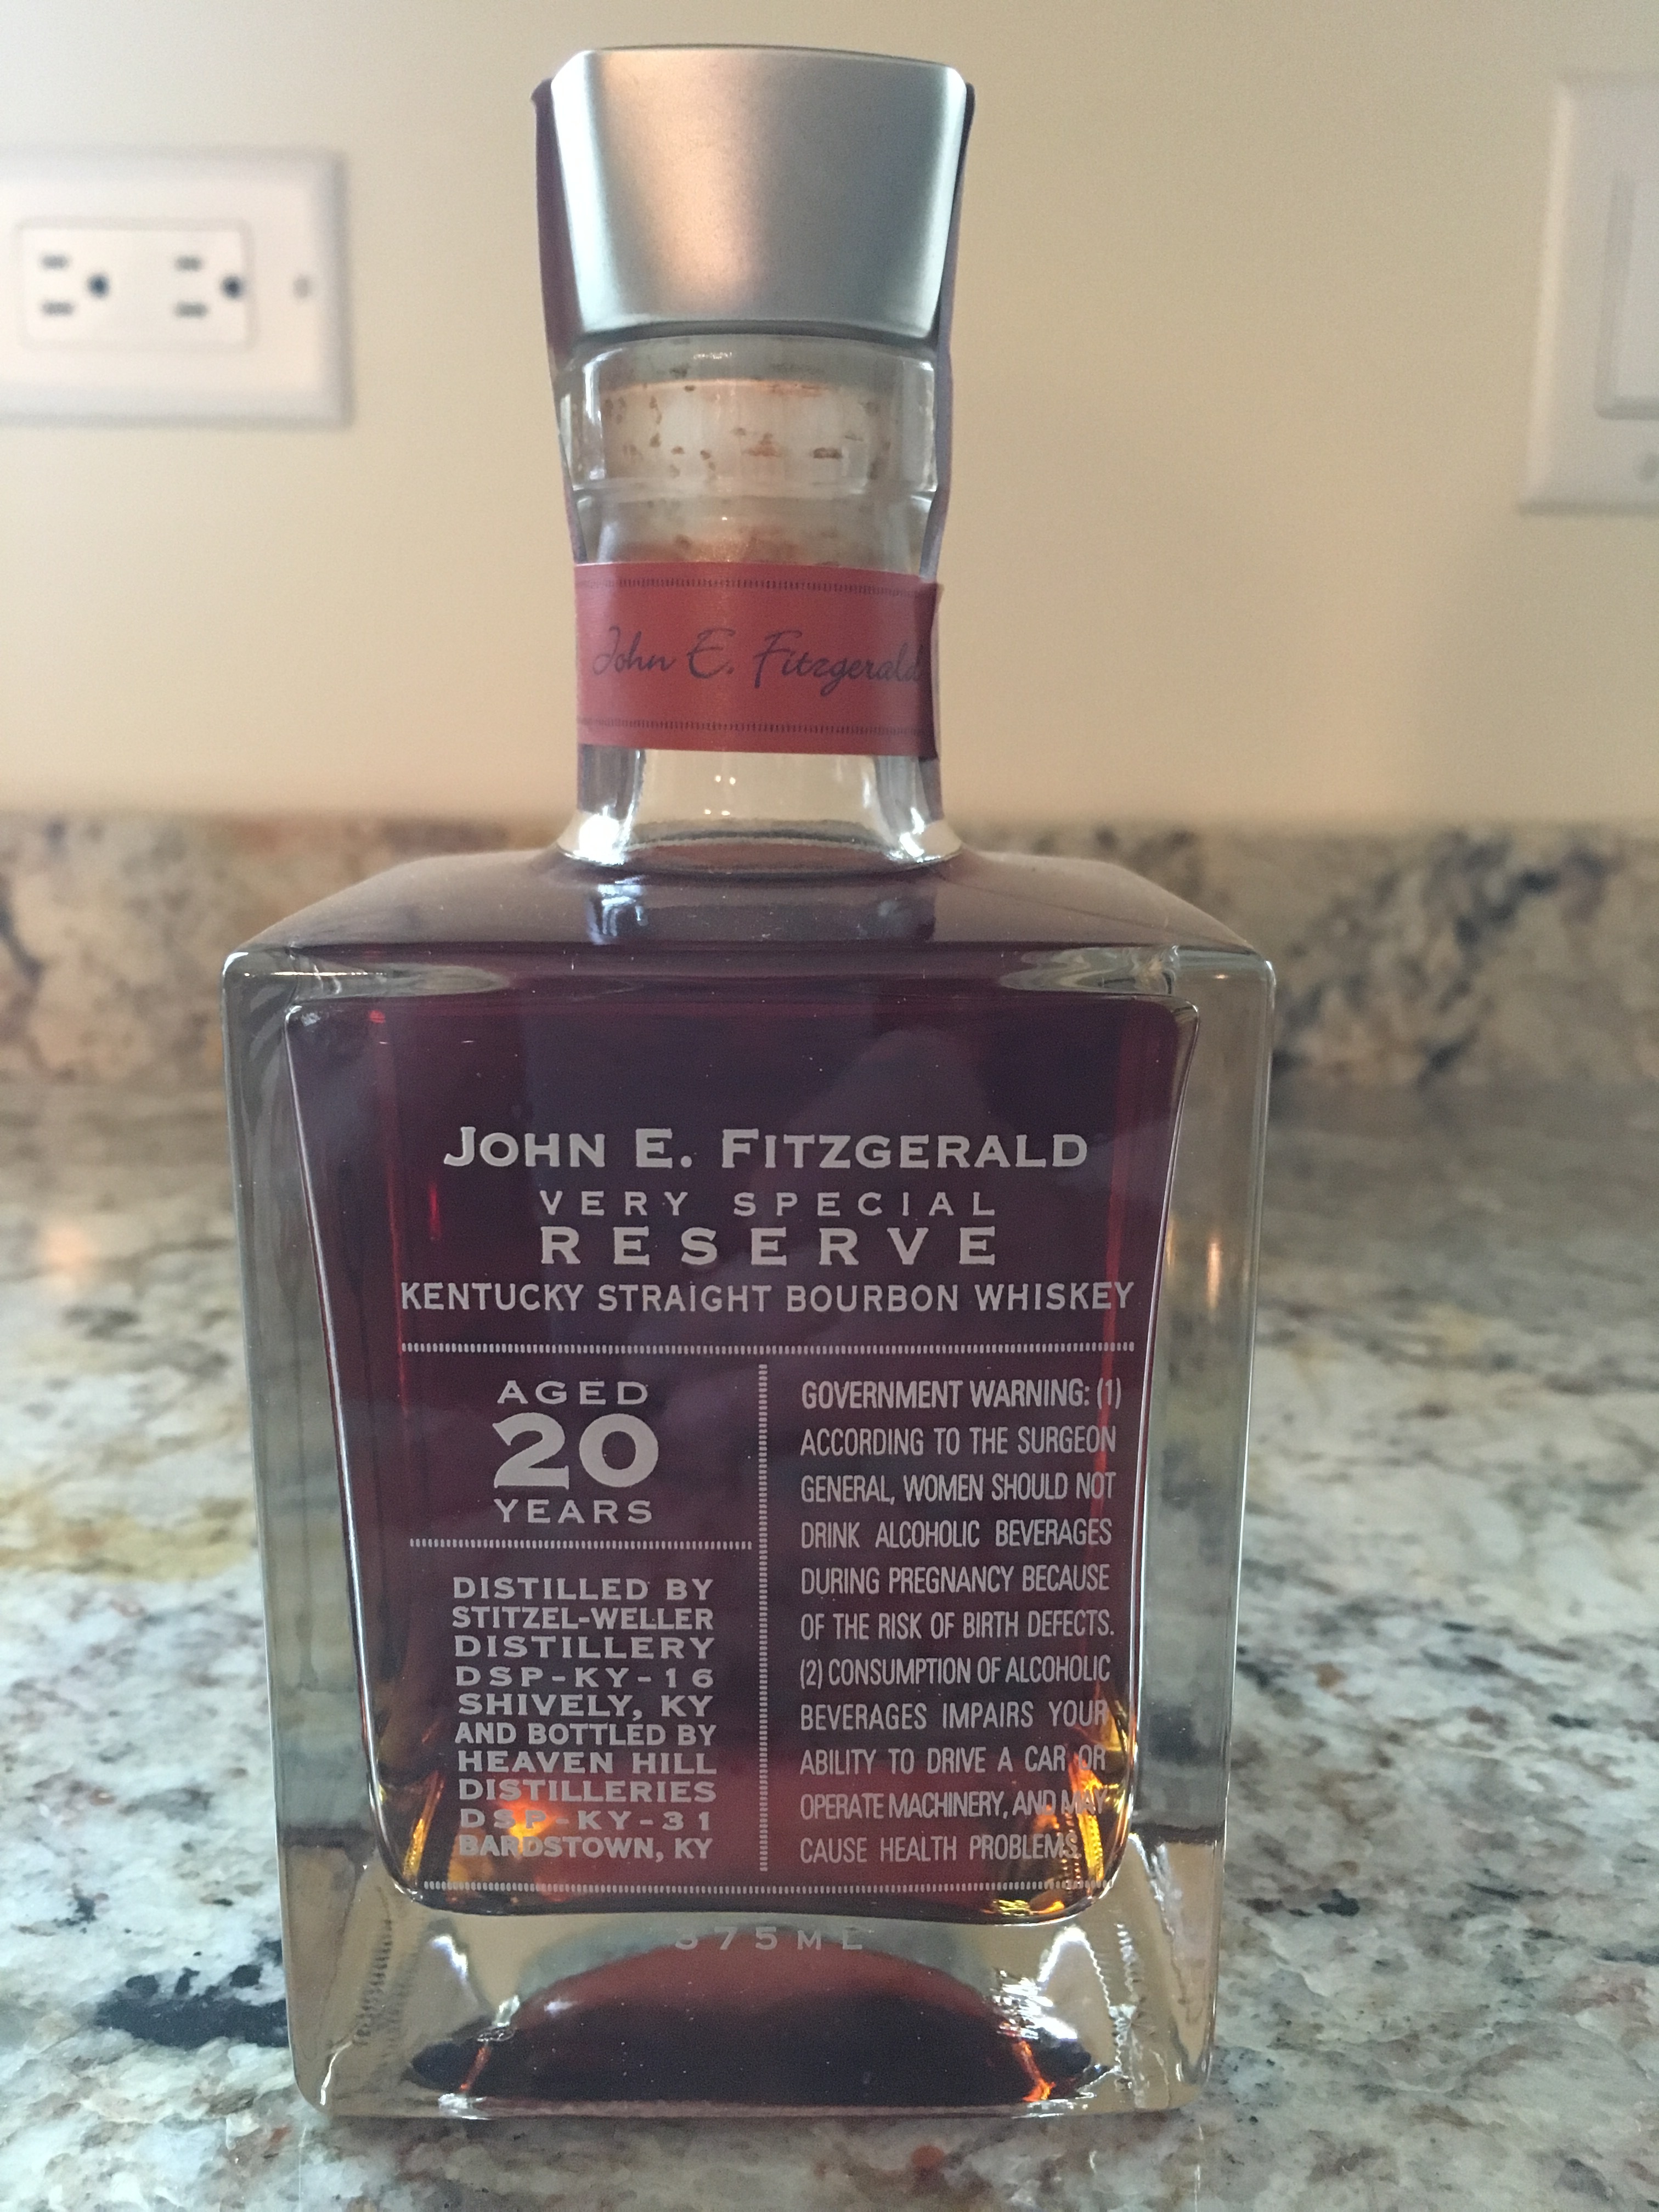 John E. Fitzgerald
JOHN E. FITZGERALD
VERY SPECIAL
RESERVE
KENTUCKY STRAIGHT BOURBON WHISKEY
AGED
20
YEARS
DISTILLED BY
STITZEL-WELLER
DISTILLERY
DSP-KY-16
SHIVELY, KY
AND BOTTLED BY
HEAVEN HILL
DISTILLERIES
DSP-KY-31
BARDSTOWN, KY
GOVERNMENT WARNING: (1)
ACCORDING TO THE SURGEON
GENERAL, WOMEN SHOULD NOT
DRINK ALCOHOLIC BEVERAGES
DURING PREGNANCY BECAUSE
OF THE RISK OF BIRTH DEFECTS.
(2) CONSUMPTION OF ALCOHOLIC
BEVERAGES IMPAIRS YOUR
ABILITY TO DRIVE A CAR OR
OPERATE MACHINERY, AND MAY
CAUSE HEALTH PROBLEMS.
375ML